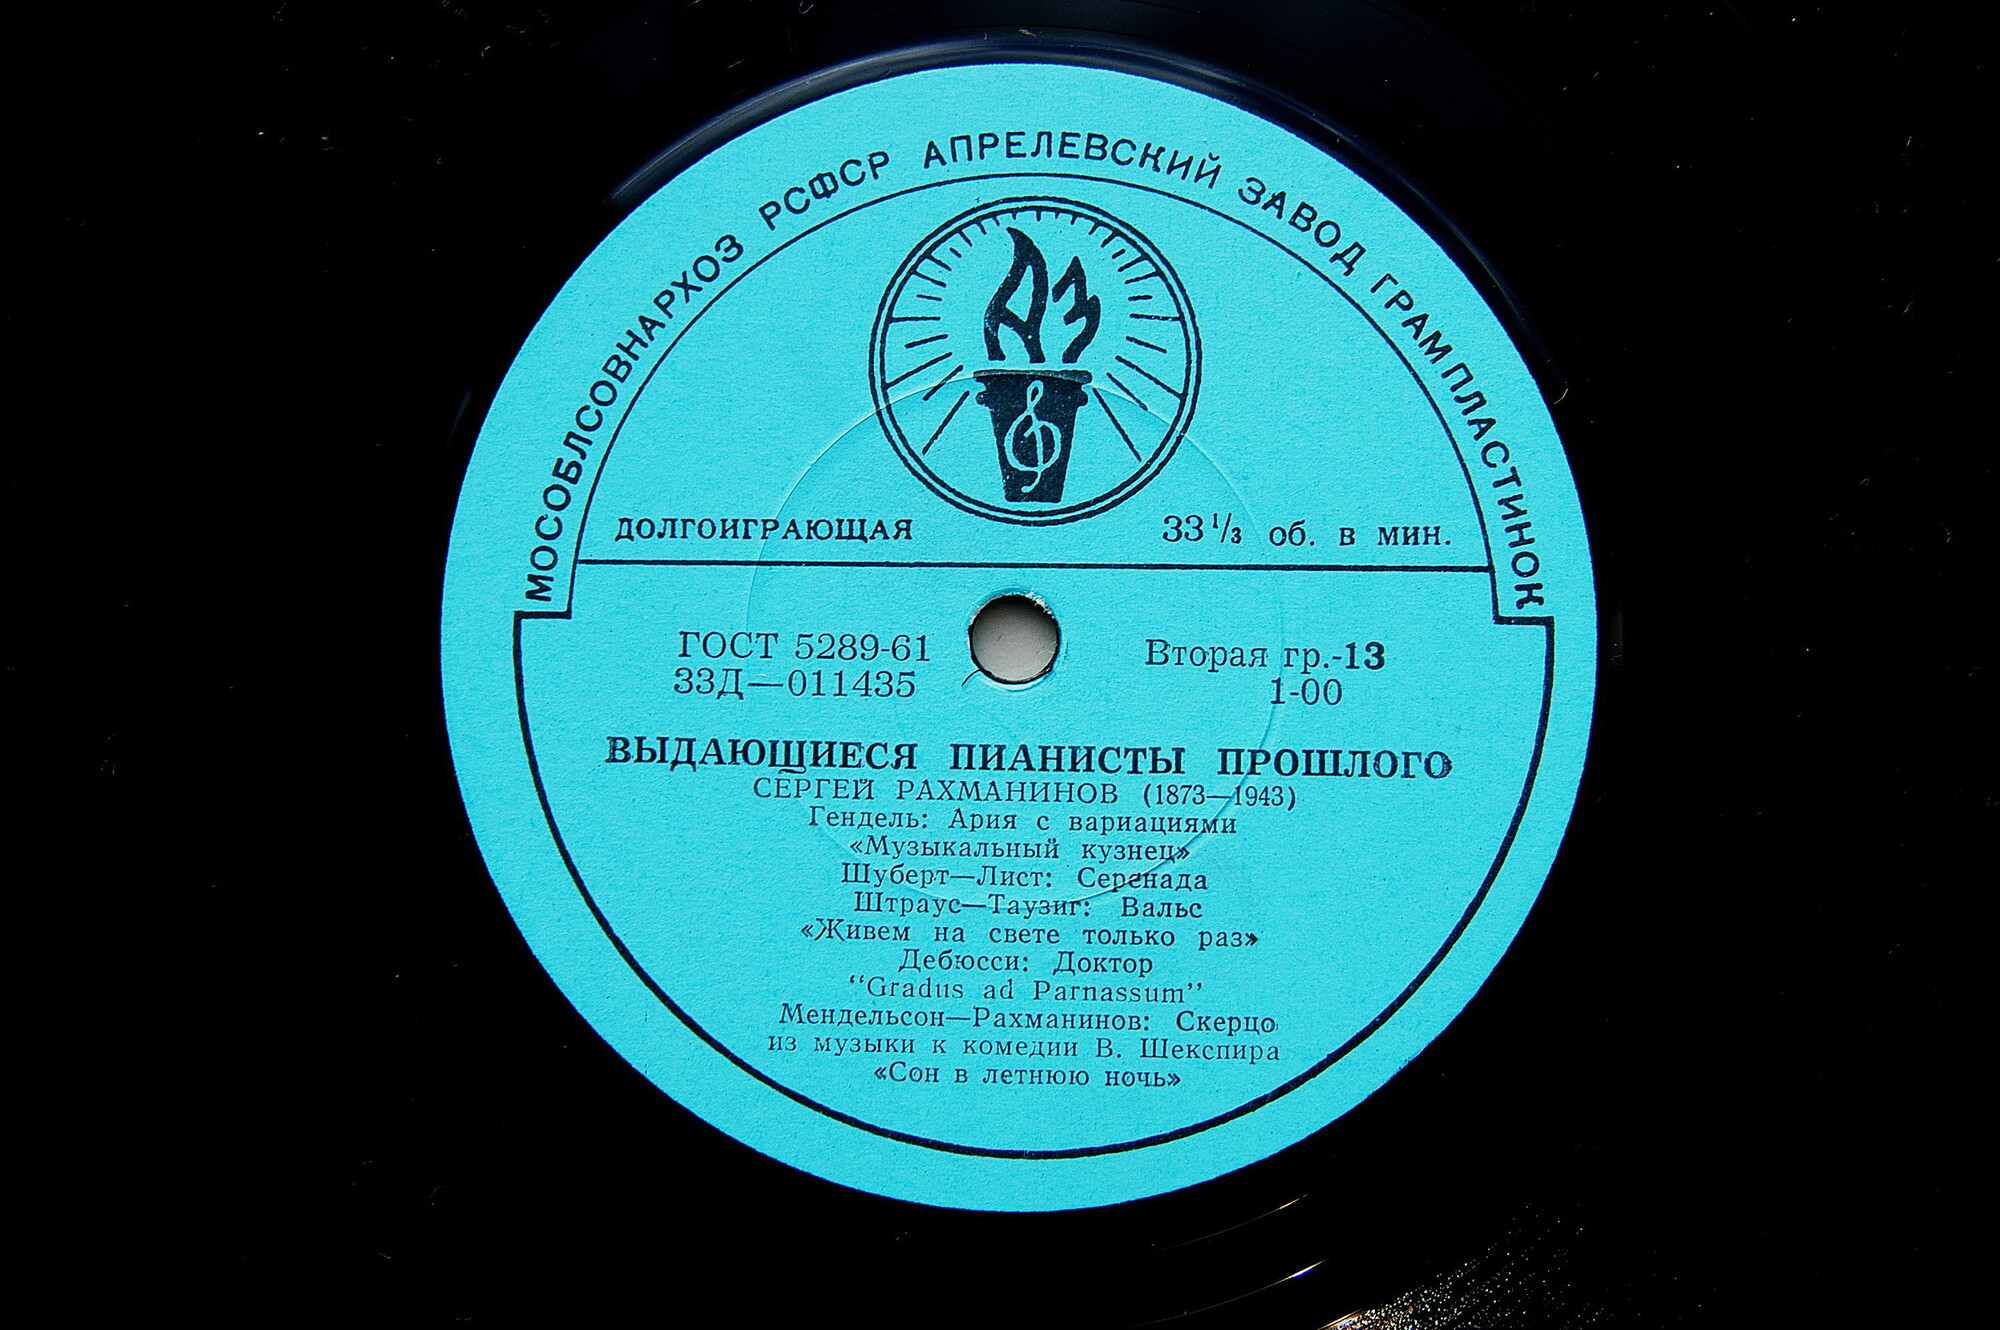 МОСОБЛСОВНАРХОЗ РСФСР АПРЕЛЕВСКИЙ ЗАВОД ГРАМПЛАСТИНОК
АЗ
ДОЛГОИГРАЮЩАЯ 33 1/3 об. в мин.
ГОСТ 5289-61 Вторая гр.-13
33Д—011435 1-00
ВЫДАЮЩИЕСЯ ПИАНИСТЫ ПРОШЛОГО
СЕРГЕЙ РАХМАНИНОВ (1873—1943)
Гендель: Ария с вариациями
«Музыкальный кузнец»
Шуберт—Лист: Серенада
Штраус—Таузиг: Вальс
«Живем на свете только раз»
Дебюсси: Доктор
“Gradus ad Parnassum”
Мендельсон—Рахманинов: Скерцо
из музыки к комедии В. Шекспира
«Сон в летнюю ночь»